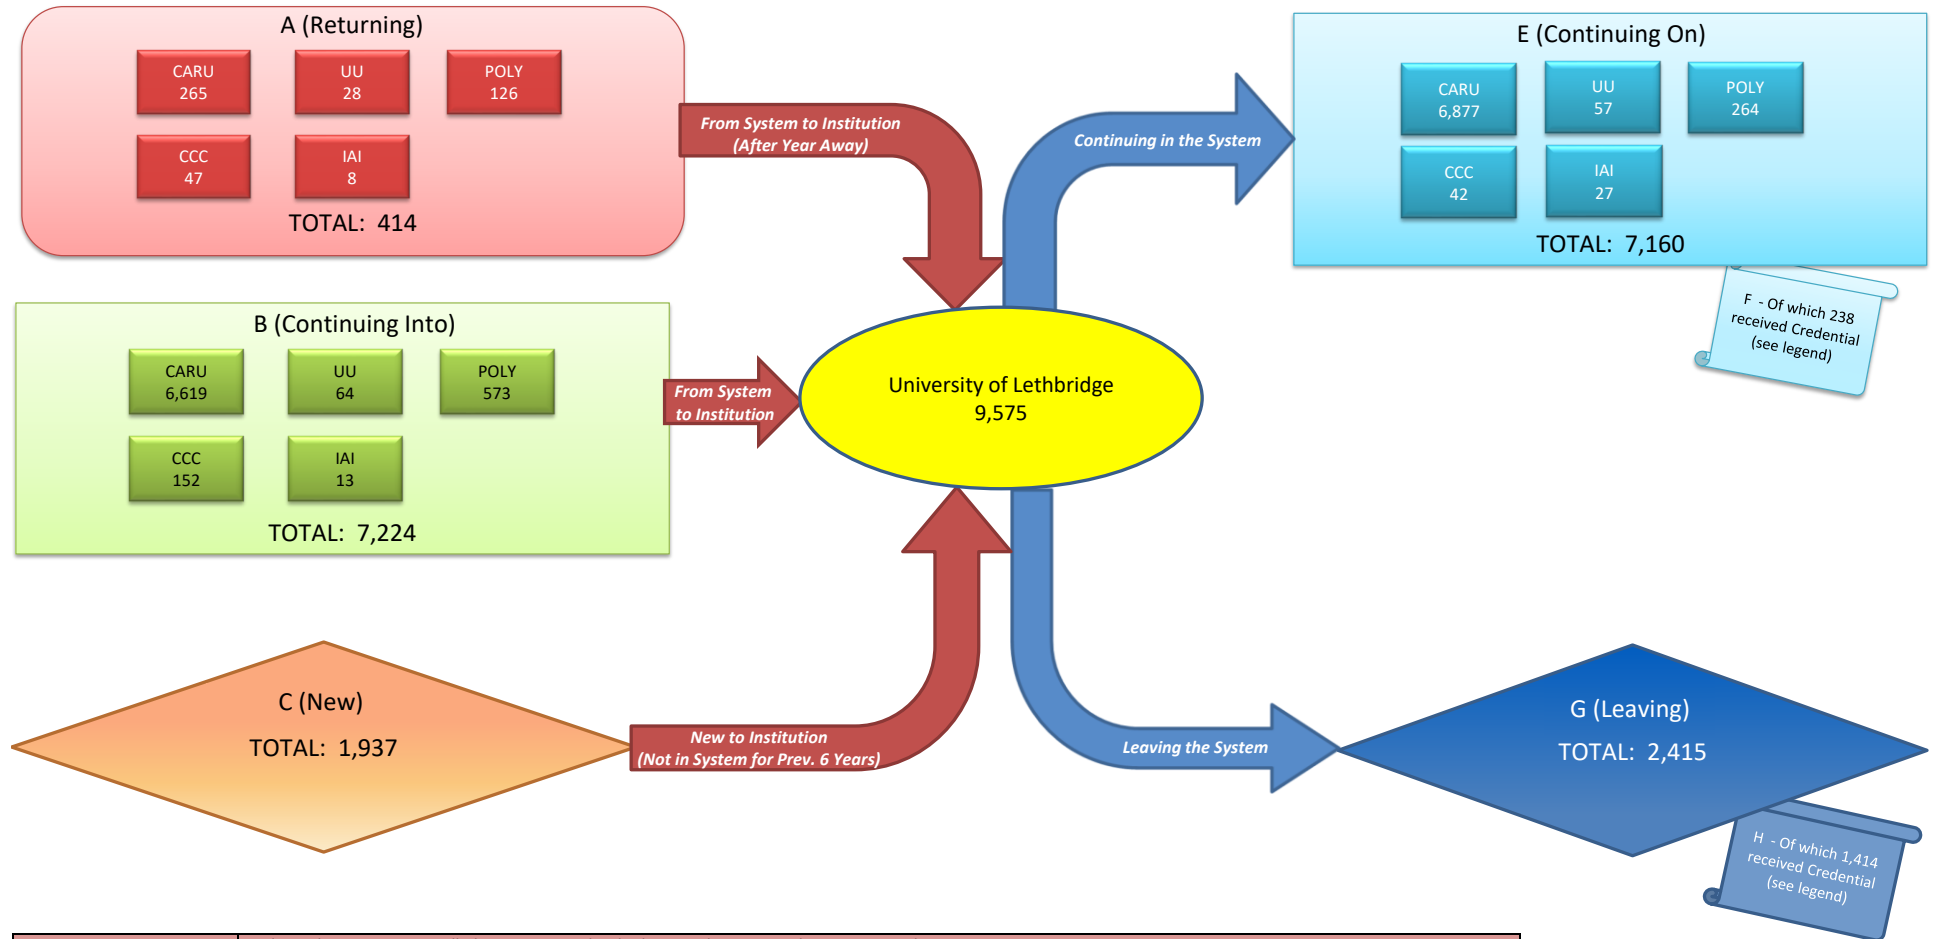 A (Returning)
CARU
265
UU
28
POLY
126
CCC
47
IAI
8
TOTAL: 414
From System to Institution
(After Year Away)
Continuing in the System
E (Continuing On)
CARU
6,877
UU
57
POLY
264
CCC
42
IAI
27
TOTAL: 7,160
F - Of which 238
received Credential
(see legend)
B (Continuing Into)
CARU
6,619
UU
64
POLY
573
CCC
152
IAI
13
TOTAL: 7,224
From System
to Institution
University of Lethbridge
9,575
C (New)
TOTAL: 1,937
New to Institution
(Not in System for Prev. 6 Years)
Leaving the System
G (Leaving)
TOTAL: 2,415
H - Of which 1,414
received Credential
(see legend)